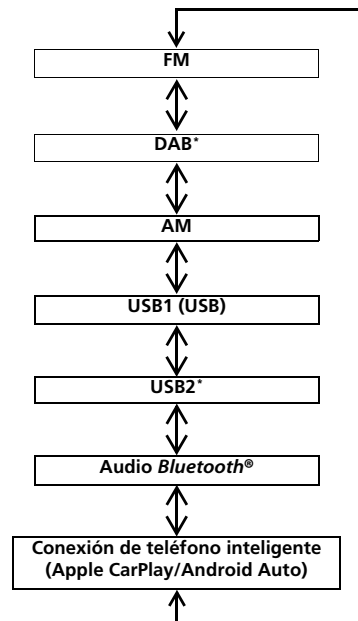 FM
DAB*
AM
USB1 (USB)
USB2*
Audio Bluetooth®
Conexión de teléfono inteligente
(Apple CarPlay/Android Auto)